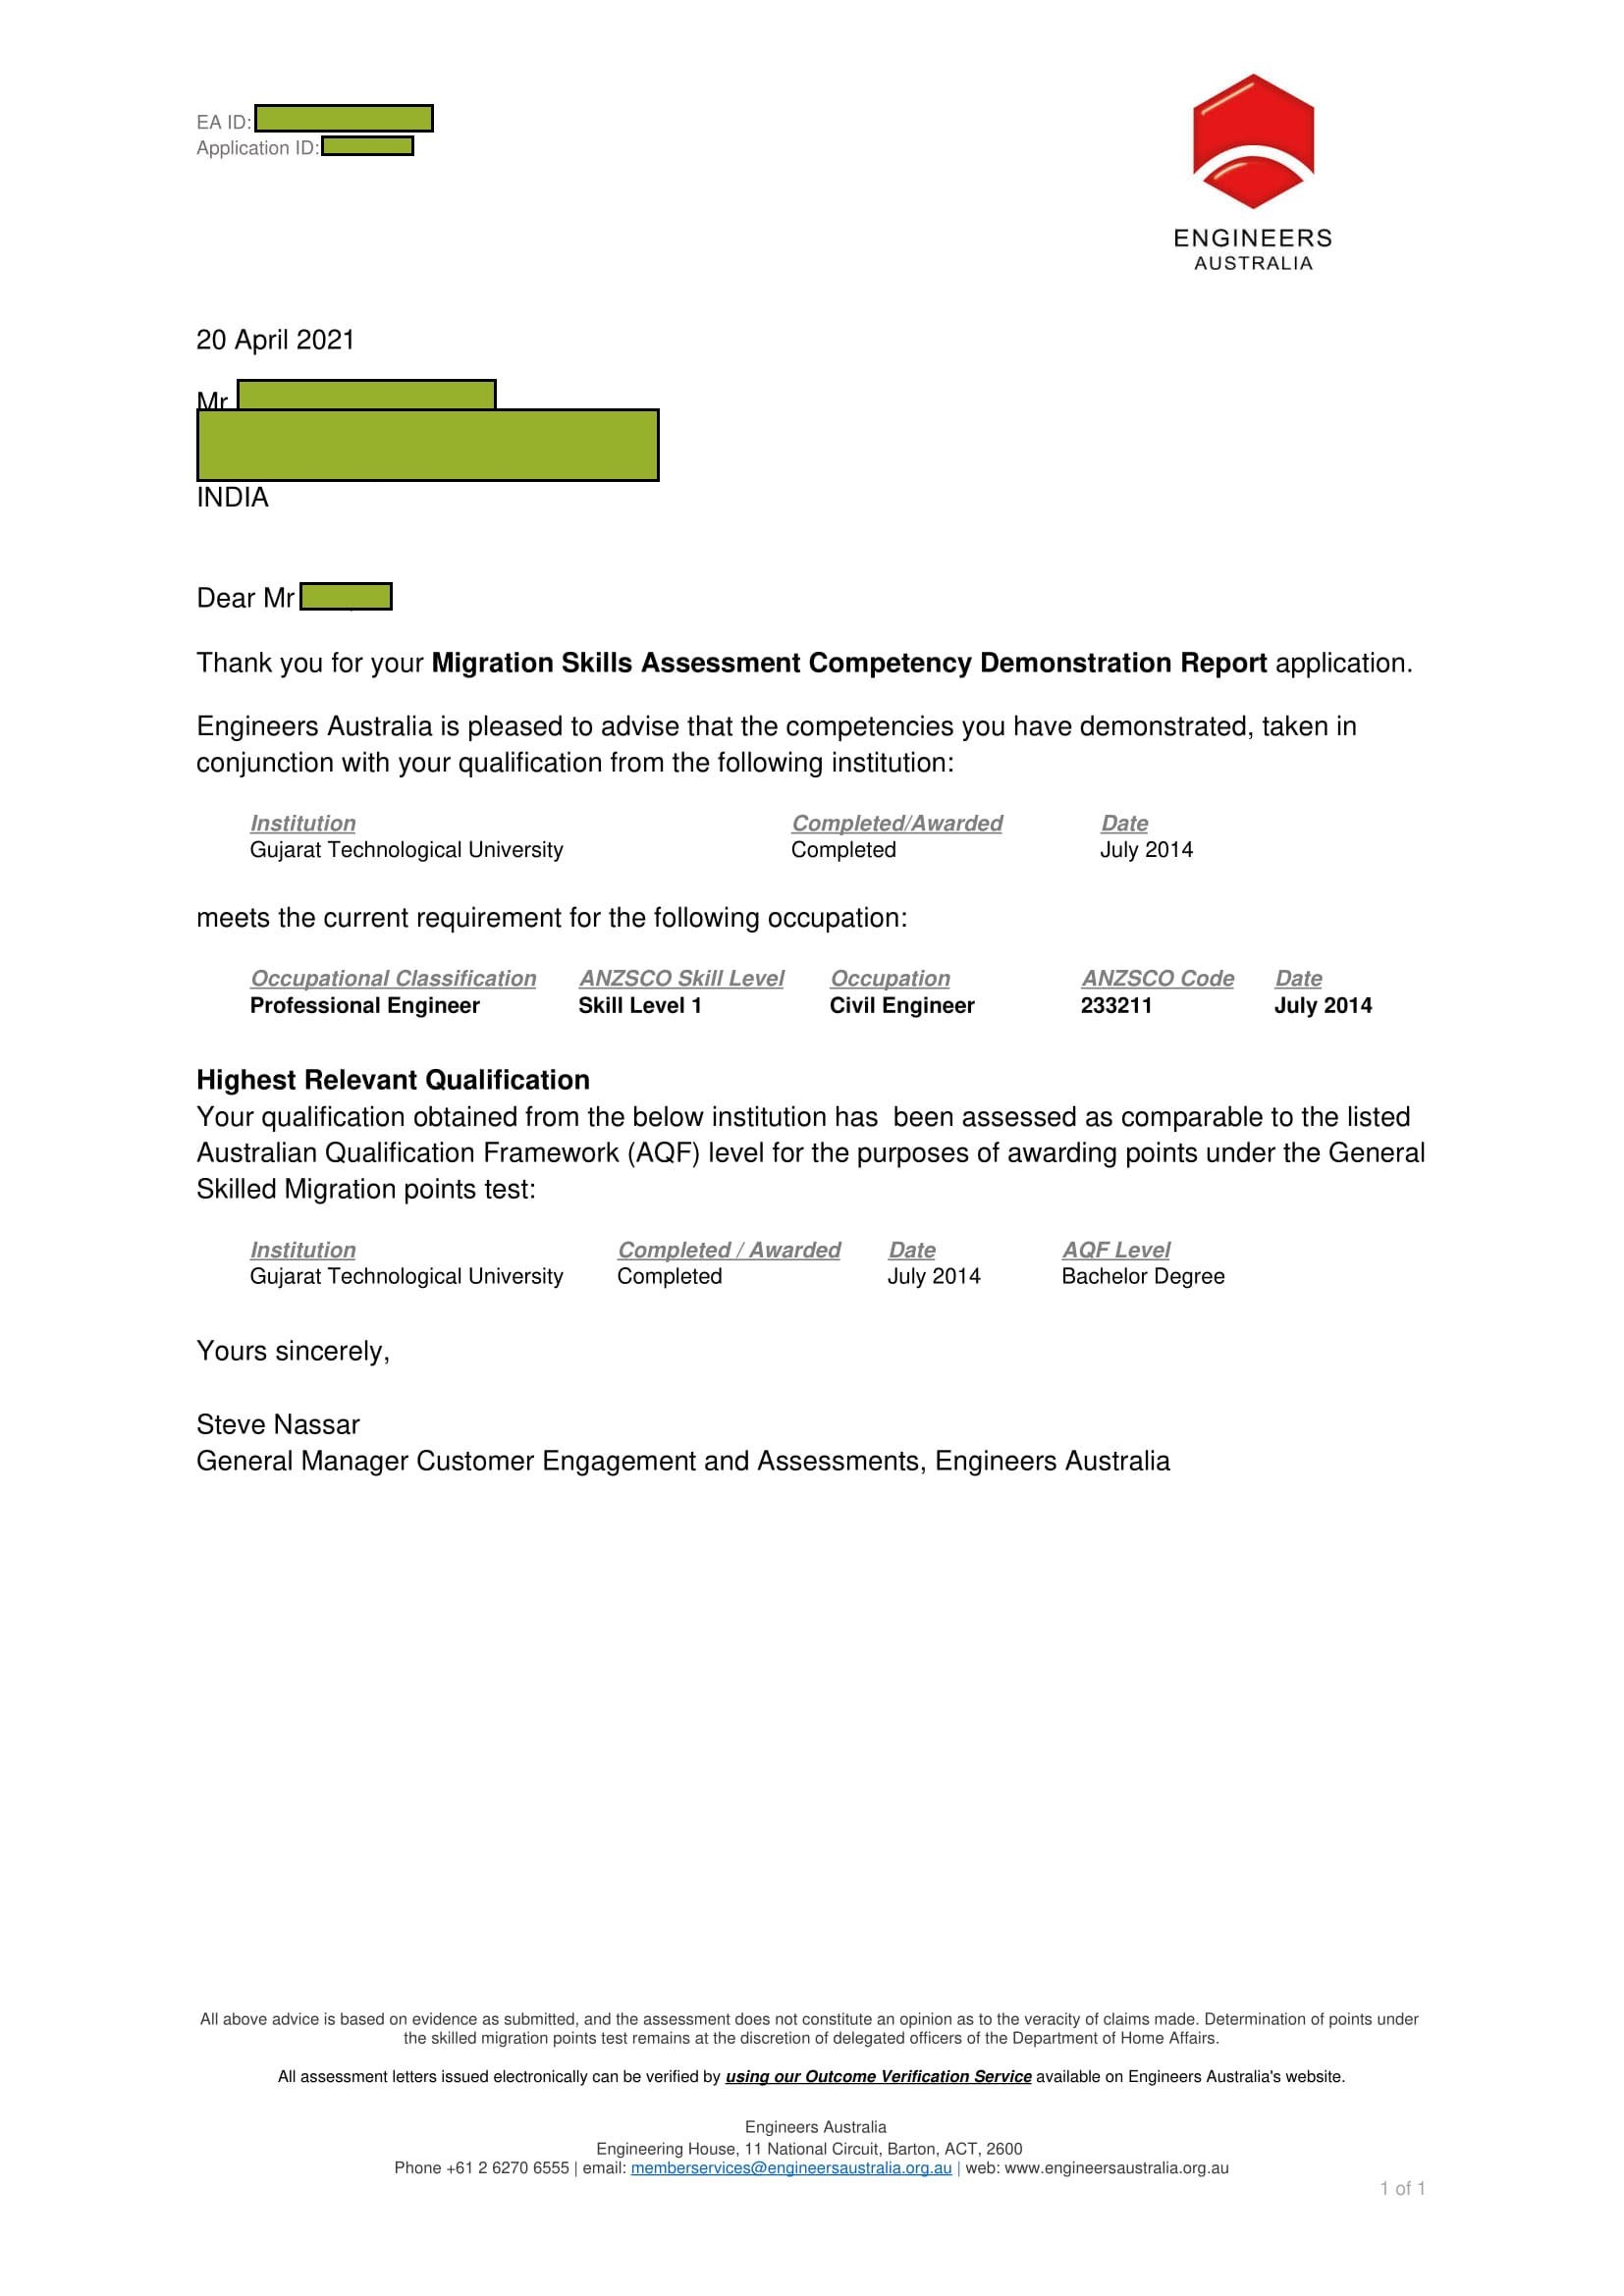 EA ID:
Application ID:
ENGINEERS
AUSTRALIA
20 April 2021
Mr
INDIA
Dear Mr
Thank you for your Migration Skills Assessment Competency Demonstration Report application.
Engineers Australia is pleased to advise that the competencies you have demonstrated, taken in
conjunction with your qualification from the following institution:
Institution Completed/Awarded Date
Gujarat Technological University Completed July 2014
meets the current requirement for the following occupation:
Occupational Classification ANZSCO Skill Level Occupation ANZSCO Code Date
Professional Engineer Skill Level 1 Civil Engineer 233211 July 2014
Highest Relevant Qualification
Your qualification obtained from the below institution has  been assessed as comparable to the listed
Australian Qualification Framework (AQF) level for the purposes of awarding points under the General
Skilled Migration points test:
Institution Completed / Awarded Date AQF Level
Gujarat Technological University Completed July 2014 Bachelor Degree
Yours sincerely,
Steve Nassar
General Manager Customer Engagement and Assessments, Engineers Australia
All above advice is based on evidence as submitted, and the assessment does not constitute an opinion as to the veracity of claims made. Determination of points under
the skilled migration points test remains at the discretion of delegated officers of the Department of Home Affairs.
All assessment letters issued electronically can be verified by using our Outcome Verification Service available on Engineers Australia's website.
Engineers Australia
Engineering House, 11 National Circuit, Barton, ACT, 2600
Phone +61 2 6270 6555 | email: memberservices@engineersaustralia.org.au | web: www.engineersaustralia.org.au
1 of 1